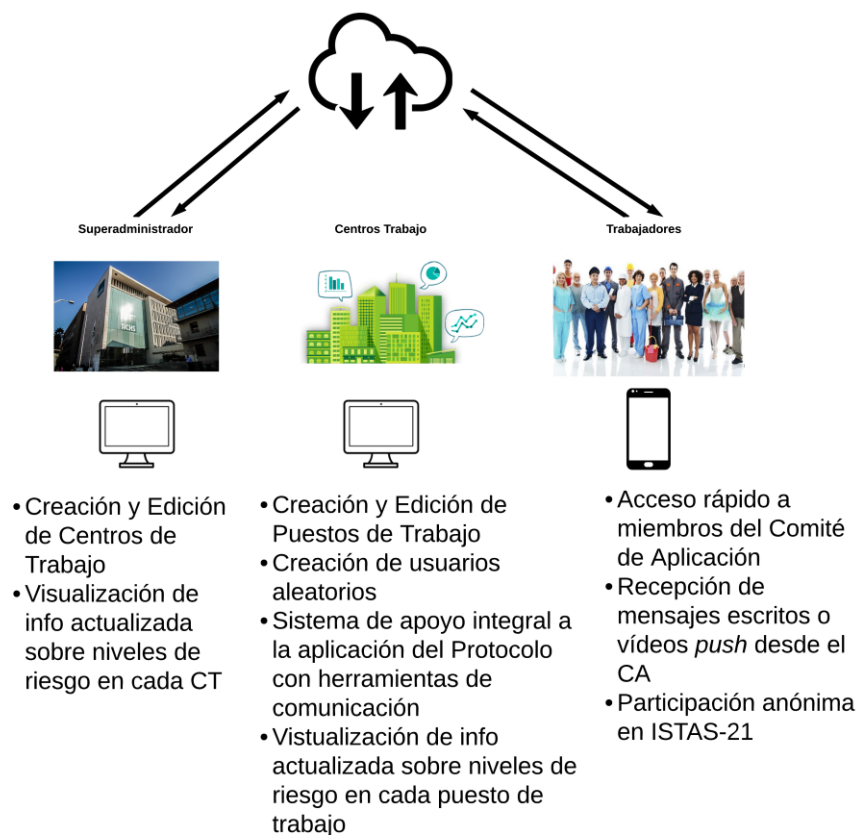 Superadministrador
Centros Trabajo
Trabajadores
• Creación y Edición
de Centros de
Trabajo
• Visualización de
info actualizada
sobre niveles de
riesgo en cada CT
• Creación y Edición de
Puestos de Trabajo
• Creación de usuarios
aleatorios
• Sistema de apoyo integral a
la aplicación del Protocolo
con herramientas de
comunicación
• Vistualización de info
actualizada sobre niveles de
riesgo en cada puesto de
trabajo
• Acceso rápido a
miembros del Comité
de Aplicación
• Recepción de
mensajes escritos o
vídeos push desde el
CA
• Participación anónima
en ISTAS-21